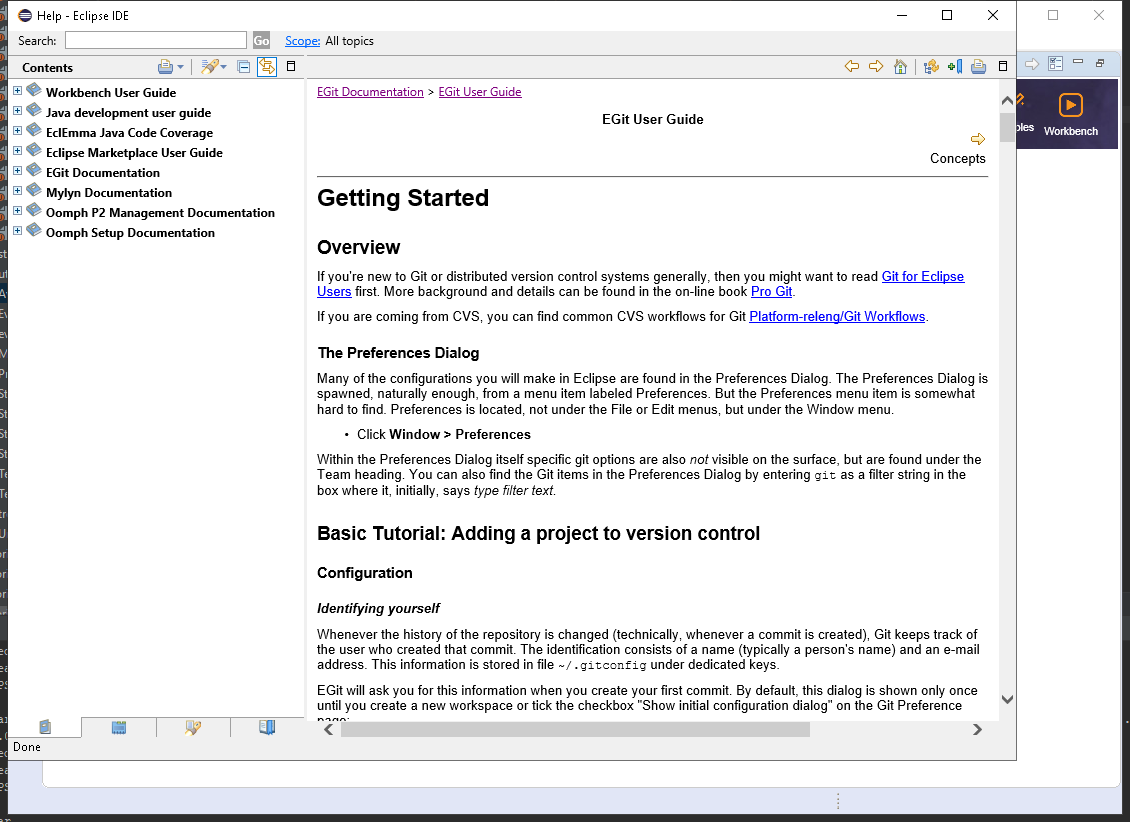 Help - Eclipse IDE
Search:
Go
Scope: All topics
Contents
Workbench User Guide
Java development user guide
EclEmma Java Code Coverage
Eclipse Marketplace User Guide
EGit Documentation
Mylyn Documentation
Oomph P2 Management Documentation
Oomph Setup Documentation
EGit Documentation > EGit User Guide
EGit User Guide
Concepts
Getting Started
Overview
If you're new to Git or distributed version control systems generally, then you might want to read Git for Eclipse
Users first. More background and details can be found in the on-line book Pro Git.
If you are coming from CVS, you can find common CVS workflows for Git Platform-releng/Git Workflows.
The Preferences Dialog
Many of the configurations you will make in Eclipse are found in the Preferences Dialog. The Preferences Dialog is
spawned, naturally enough, from a menu item labeled Preferences. But the Preferences menu item is somewhat
hard to find. Preferences is located, not under the File or Edit menus, but under the Window menu.
• Click Window > Preferences
Within the Preferences Dialog itself specific git options are also not visible on the surface, but are found under the
Team heading. You can also find the Git items in the Preferences Dialog by entering git as a filter string in the
box where it, initially, says type filter text.
Basic Tutorial: Adding a project to version control
Configuration
Identifying yourself
Whenever the history of the repository is changed (technically, whenever a commit is created), Git keeps track of
the user who created that commit. The identification consists of a name (typically a person's name) and an e-mail
address. This information is stored in file ~/.gitconfig under dedicated keys.
EGit will ask you for this information when you create your first commit. By default, this dialog is shown only once
until you create a new workspace or tick the checkbox "Show initial configuration dialog" on the Git Preference
page:
Done
ples
Workbench